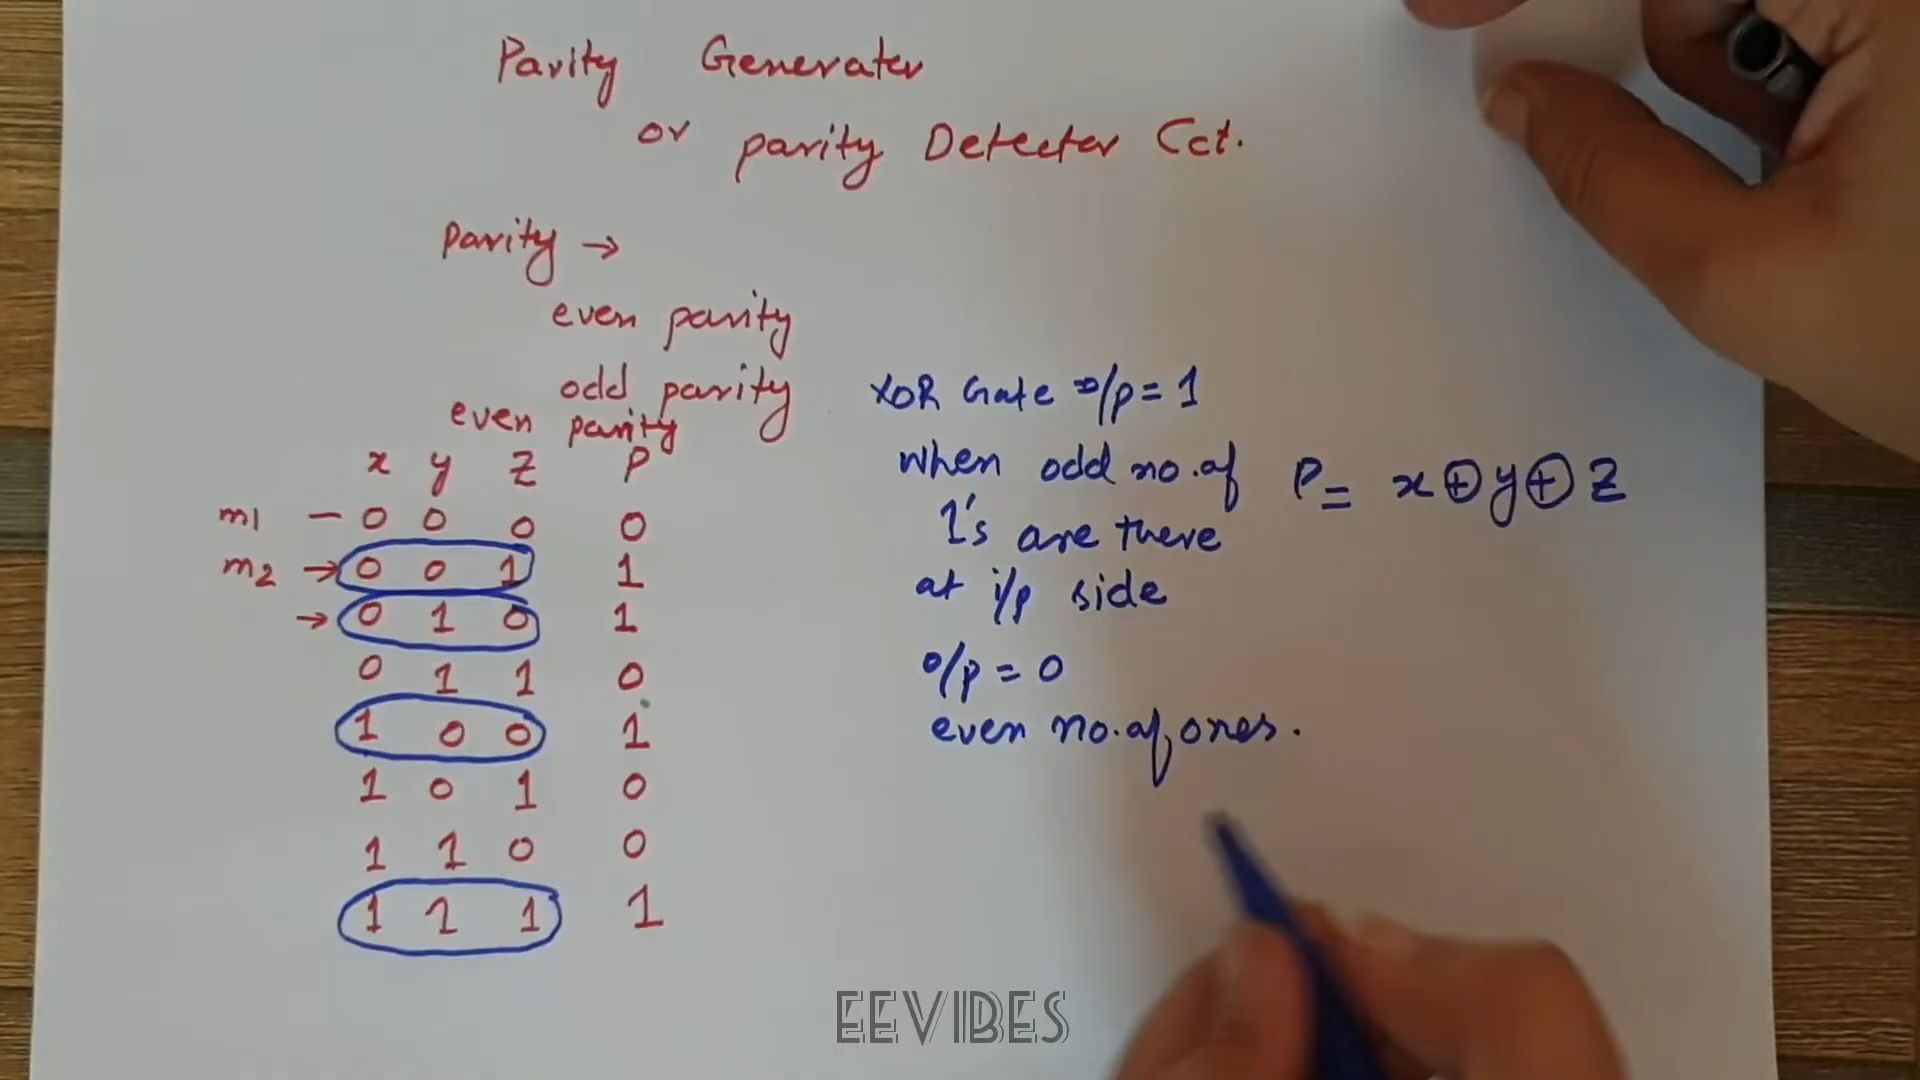 Parity Generater
or parity Detecter Cct.
parity →
even parity
odd parity
even parity
x y z P
m1 — 0 0 0 0
m2 → 0 0 1 1
→ 0 1 0 1
0 1 1 0
1 0 0 1
1 0 1 0
1 1 0 0
1 1 1 1
XOR Gate o/p = 1
when odd no. of
1's are there
at i/p side
o/p = 0
even no. of ones.
P = x ⊕ y ⊕ z
EEVIBES